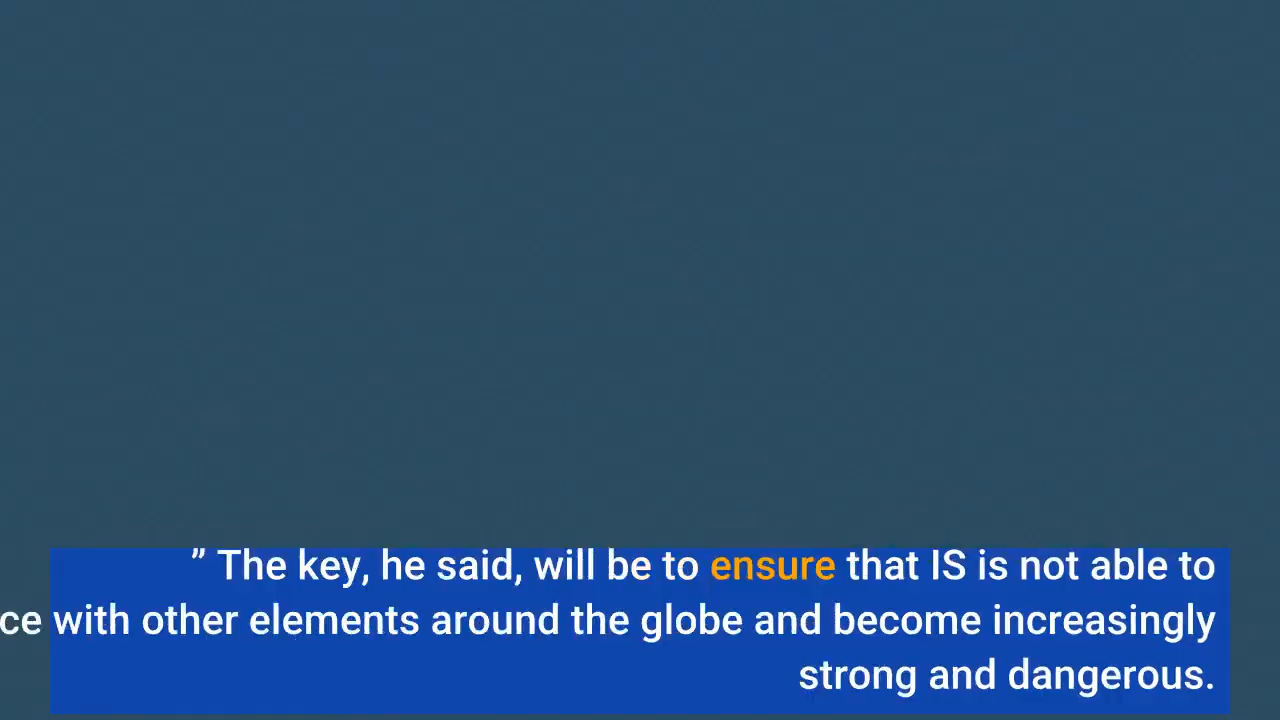 ” The key, he said, will be to ensure that IS is not able to
ce with other elements around the globe and become increasingly
strong and dangerous.